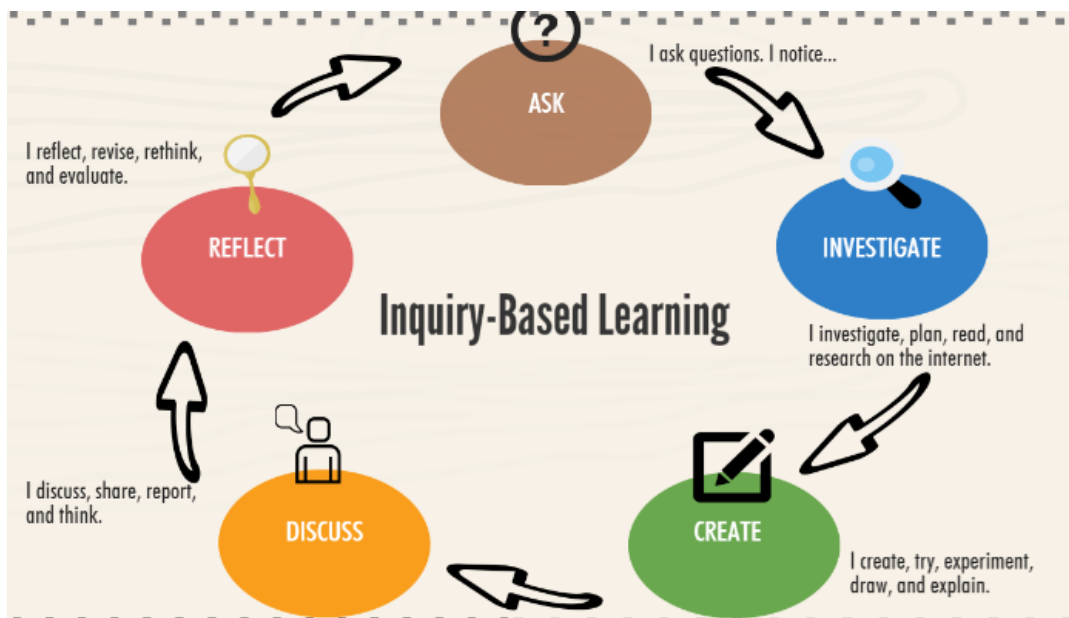 ?
ASK
I ask questions. I notice...
INVESTIGATE
I investigate, plan, read, and
research on the internet.
CREATE
I create, try, experiment,
draw, and explain.
DISCUSS
I discuss, share, report,
and think.
REFLECT
I reflect, revise, rethink,
and evaluate.
Inquiry-Based Learning